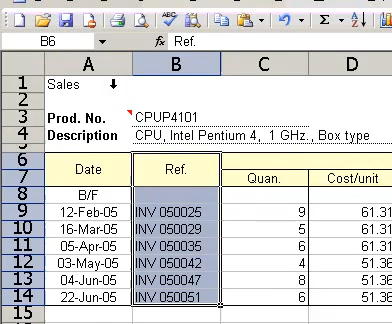 B6 fx Ref.
A B C D
1 Sales
2
3 Prod. No. CPUP4101
4 Description CPU, Intel Pentium 4, 1 GHz., Box type
5
6 Date Ref.
7 Quan. Cost/unit
8 B/F
9 12-Feb-05 INV 050025 9 61.31
10 16-Mar-05 INV 050029 5 61.31
11 05-Apr-05 INV 050035 6 61.31
12 03-May-05 INV 050042 4 51.36
13 04-Jun-05 INV 050047 8 51.36
14 22-Jun-05 INV 050051 6 51.36
15